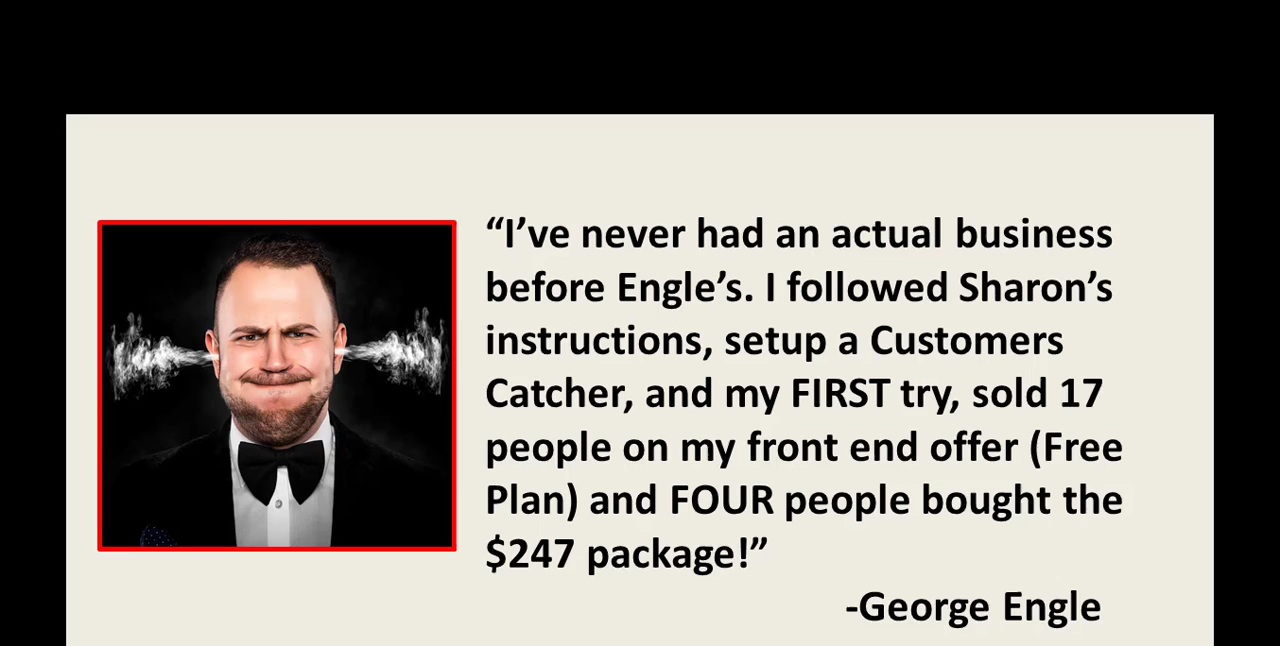 “I’ve never had an actual business
before Engle’s. I followed Sharon’s
instructions, setup a Customers
Catcher, and my FIRST try, sold 17
people on my front end offer (Free
Plan) and FOUR people bought the
$247 package!”
-George Engle